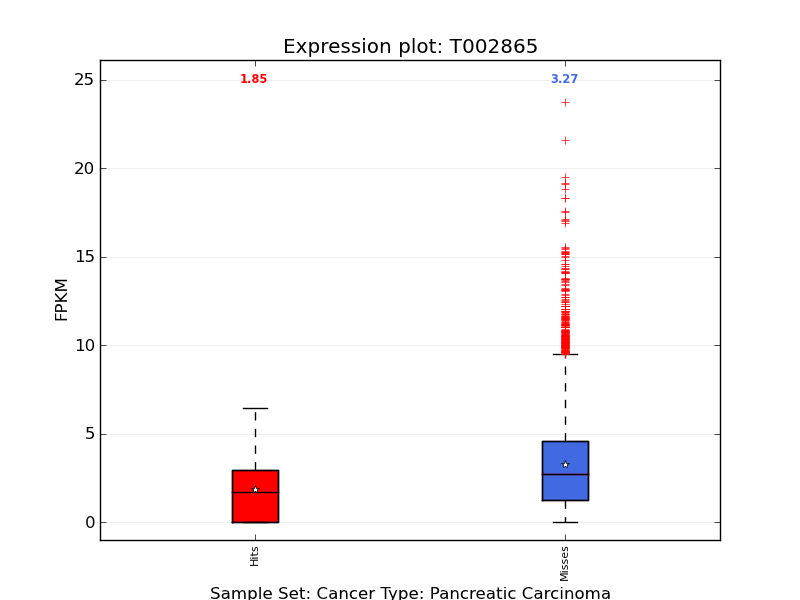 Expression plot: T002865
1.85
3.27
25
20
15
10
5
0
FPKM
Hits
Misses
Sample Set: Cancer Type: Pancreatic Carcinoma